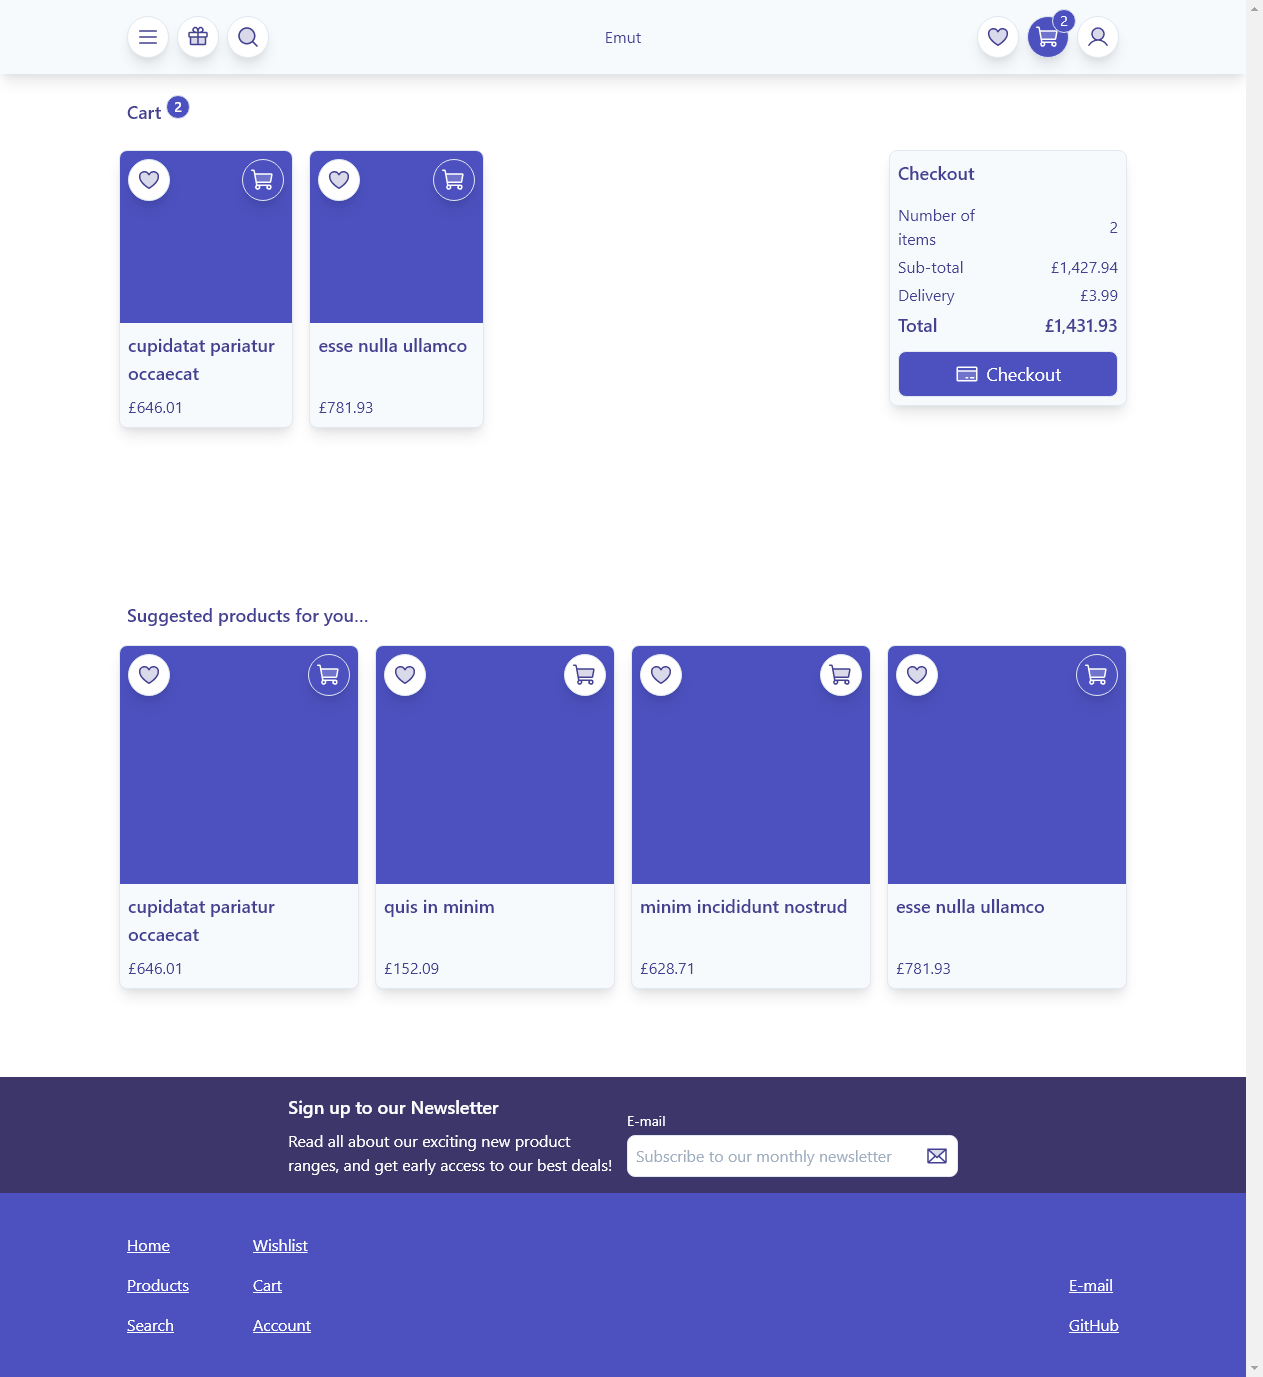 Emut
2
Cart 2
cupidatat pariatur
occaecat
£646.01
esse nulla ullamco
£781.93
Checkout
Number of
items
2
Sub-total £1,427.94
Delivery £3.99
Total £1,431.93
Checkout
Suggested products for you...
cupidatat pariatur
occaecat
£646.01
quis in minim
£152.09
minim incididunt nostrud
£628.71
esse nulla ullamco
£781.93
Sign up to our Newsletter
Read all about our exciting new product
ranges, and get early access to our best deals!
E-mail
Subscribe to our monthly newsletter
Home
Products
Search
Wishlist
Cart
Account
E-mail
GitHub